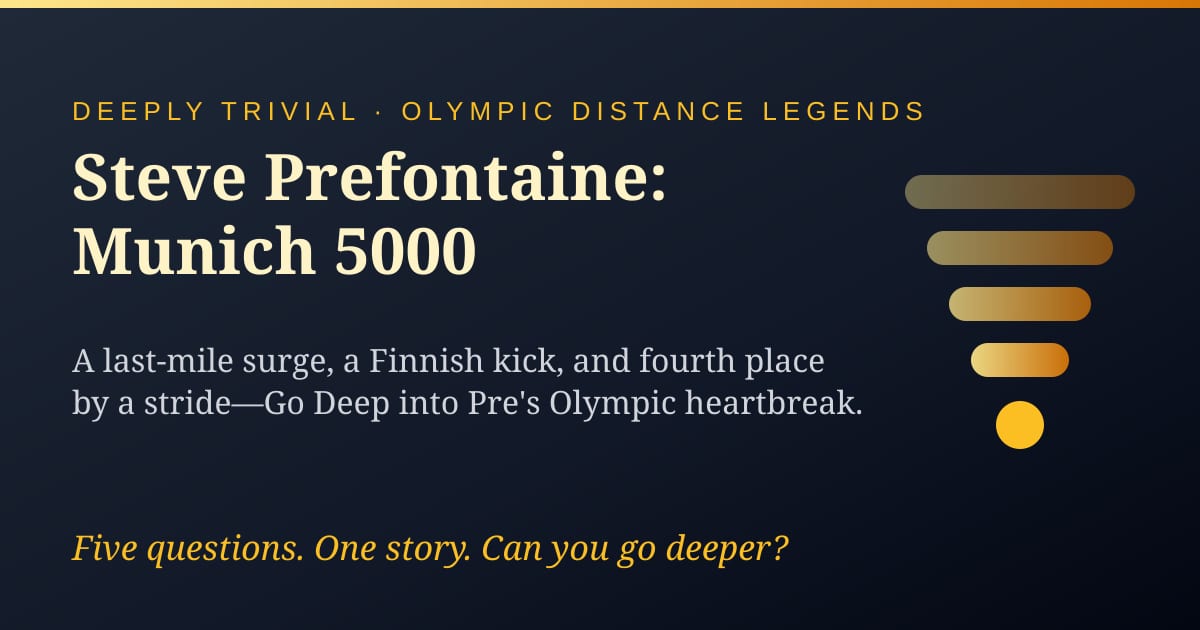 DEEPLY TRIVIAL · OLYMPIC DISTANCE LEGENDS
Steve Prefontaine:
Munich 5000
A last-mile surge, a Finnish kick, and fourth place
by a stride—Go Deep into Pre's Olympic heartbreak.
Five questions. One story. Can you go deeper?